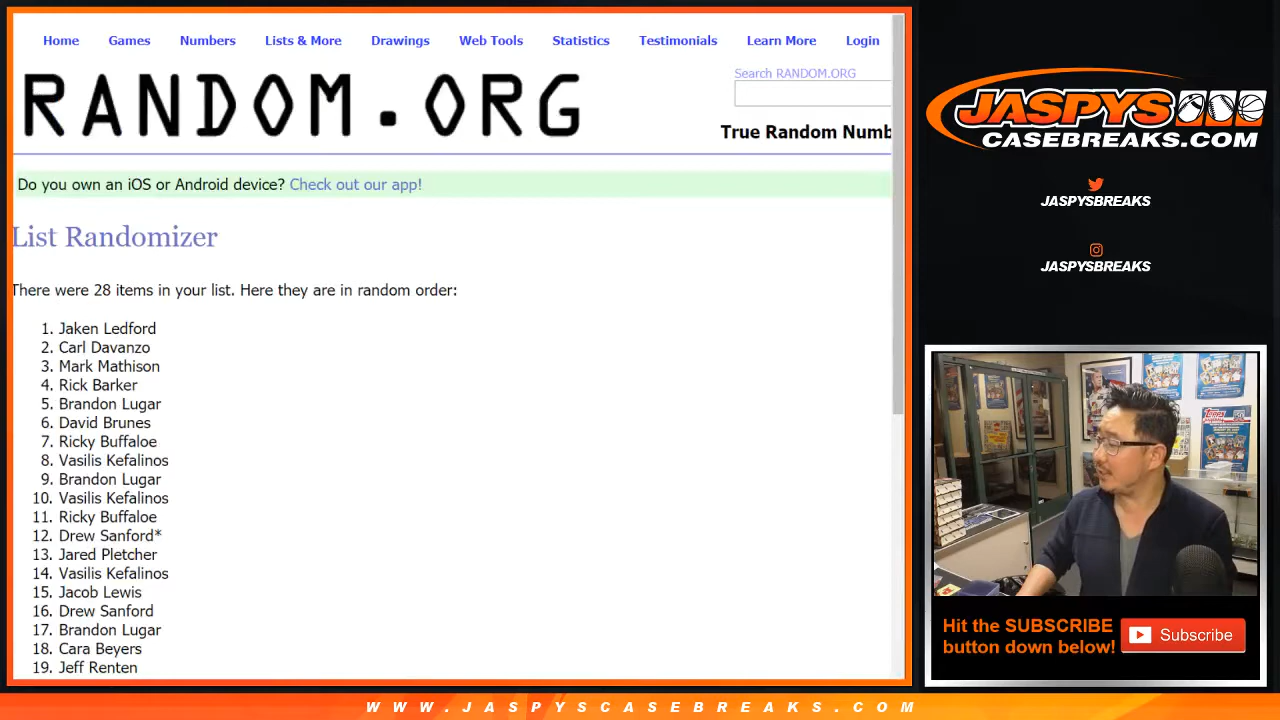 Home Games Numbers Lists & More Drawings Web Tools Statistics Testimonials Learn More Login
RANDOM.ORG
Search RANDOM.ORG
True Random Numb
Do you own an iOS or Android device? Check out our app!
List Randomizer
There were 28 items in your list. Here they are in random order:
1. Jaken Ledford
2. Carl Davanzo
3. Mark Mathison
4. Rick Barker
5. Brandon Lugar
6. David Brunes
7. Ricky Buffaloe
8. Vasilis Kefalinos
9. Brandon Lugar
10. Vasilis Kefalinos
11. Ricky Buffaloe
12. Drew Sanford*
13. Jared Pletcher
14. Vasilis Kefalinos
15. Jacob Lewis
16. Drew Sanford
17. Brandon Lugar
18. Cara Beyers
19. Jeff Renten
JASPYS
CASEBREAKS.COM
JASPYSBREAKS
JASPYSBREAKS
Topps
Hit the SUBSCRIBE
button down below!
Subscribe
WWW.JASPYSCASEBREAKS.COM